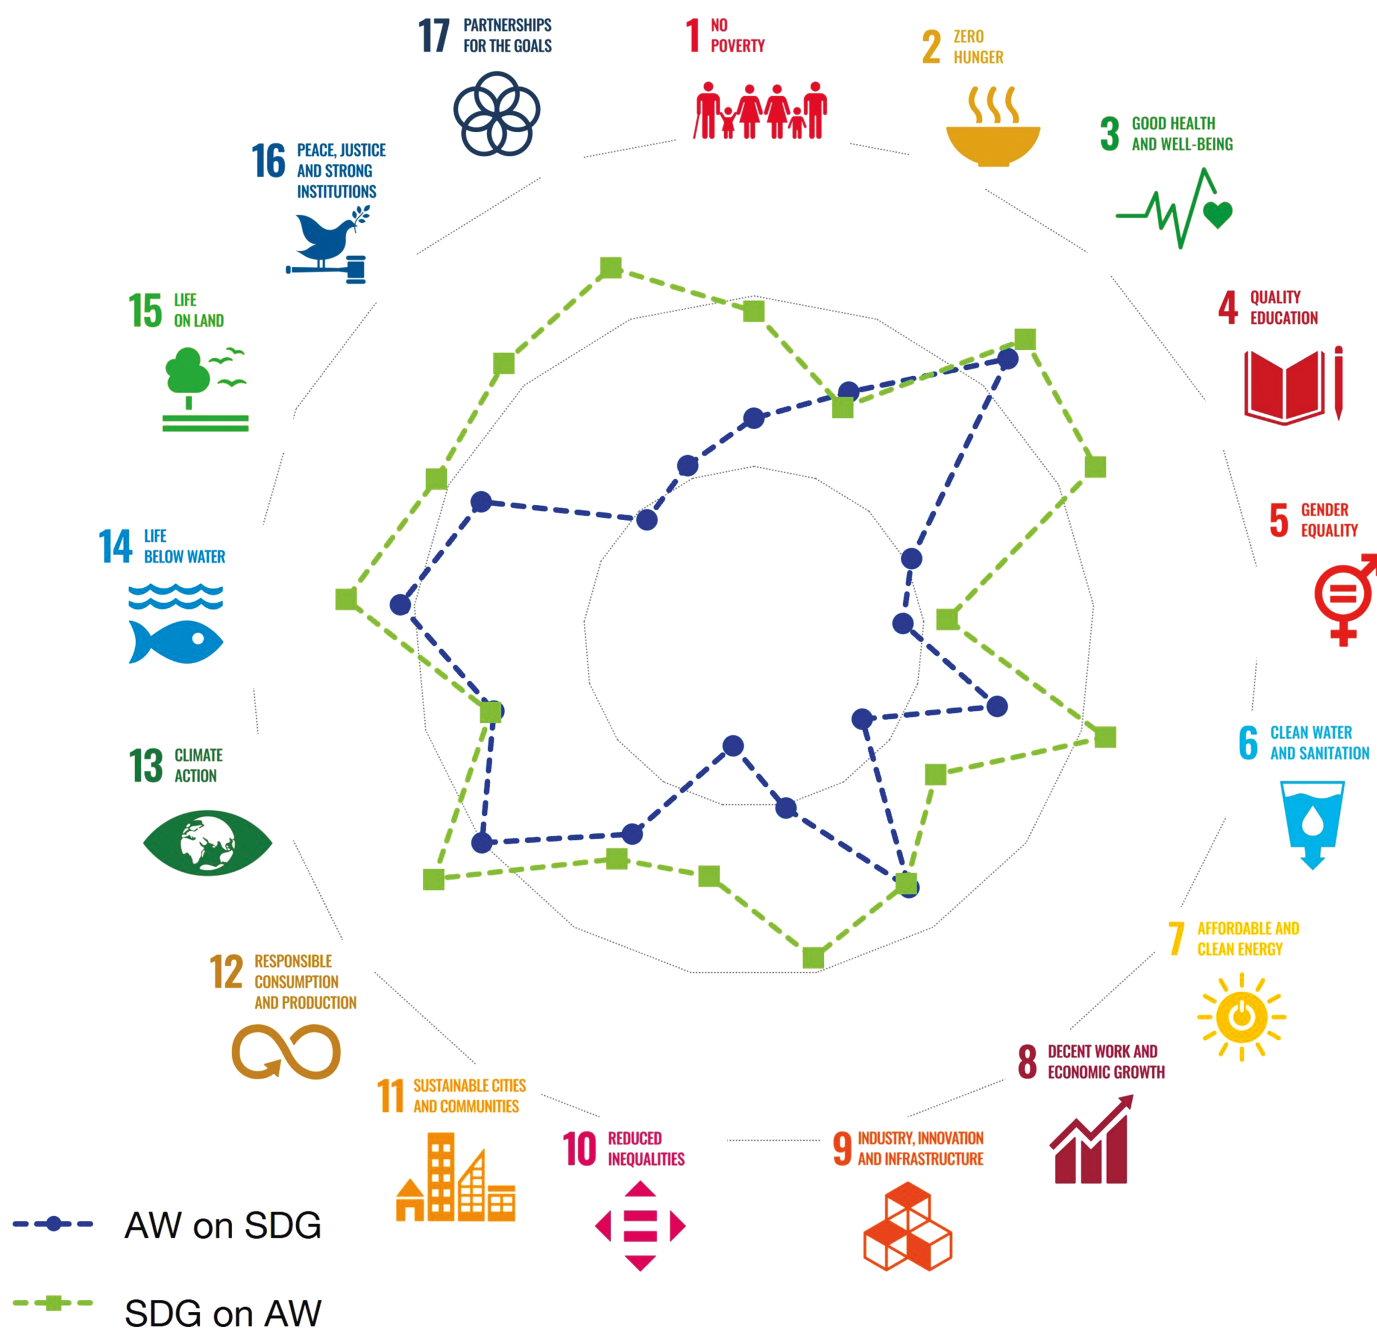 17 PARTNERSHIPS
FOR THE GOALS
1 NO
POVERTY
2 ZERO
HUNGER
3 GOOD HEALTH
AND WELL-BEING
16 PEACE, JUSTICE
AND STRONG
INSTITUTIONS
4 QUALITY
EDUCATION
15 LIFE
ON LAND
5 GENDER
EQUALITY
14 LIFE
BELOW WATER
6 CLEAN WATER
AND SANITATION
13 CLIMATE
ACTION
7 AFFORDABLE AND
CLEAN ENERGY
12 RESPONSIBLE
CONSUMPTION
AND PRODUCTION
8 DECENT WORK AND
ECONOMIC GROWTH
11 SUSTAINABLE CITIES
AND COMMUNITIES
10 REDUCED
INEQUALITIES
9 INDUSTRY, INNOVATION
AND INFRASTRUCTURE
AW on SDG
SDG on AW